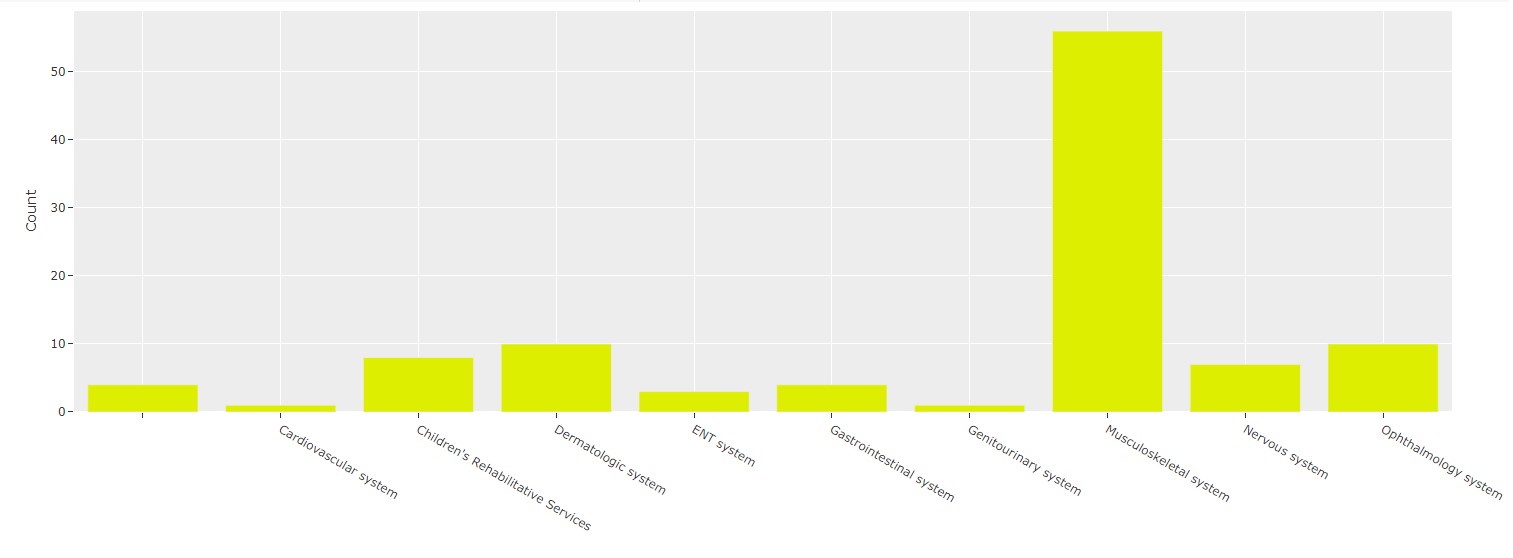 50
40
30
20
10
0
Count
Cardiovascular system
Children's Rehabilitative Services
Dermatologic system
ENT system
Gastrointestinal system
Genitourinary system
Musculoskeletal system
Nervous system
Ophthalmology system